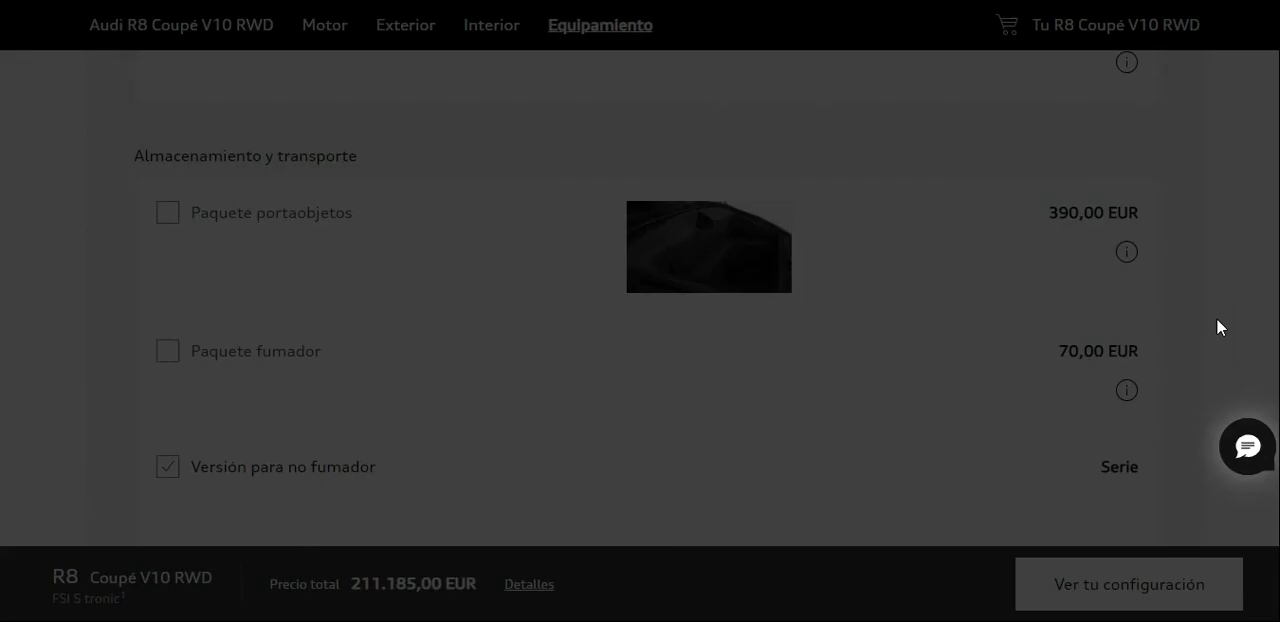 Audi R8 Coupé V10 RWD Motor Exterior Interior Equipamiento Tu R8 Coupé V10 RWD
Almacenamiento y transporte
Paquete portaobjetos 390,00 EUR
Paquete fumador 70,00 EUR
Versión para no fumador Serie
R8 Coupé V10 RWD
FSI S tronic¹
Precio total 211.185,00 EUR Detalles
Ver tu configuración